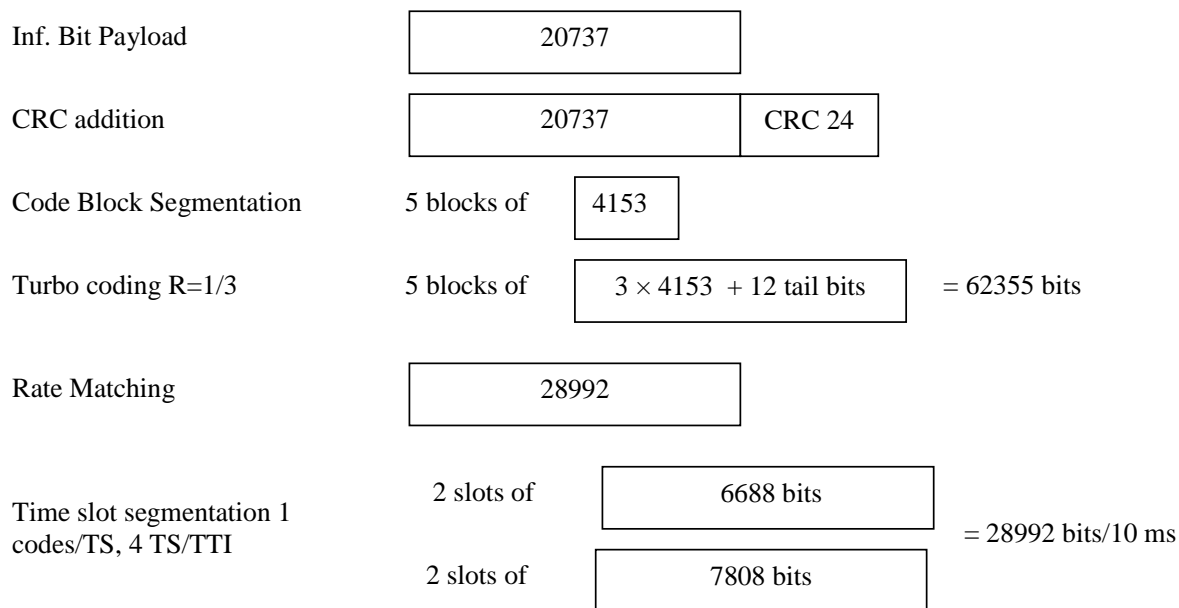 Inf. Bit Payload 20737
CRC addition 20737 CRC 24
Code Block Segmentation 5 blocks of 4153
Turbo coding R=1/3 5 blocks of 3 × 4153 + 12 tail bits = 62355 bits
Rate Matching 28992
2 slots of 6688 bits
Time slot segmentation 1
codes/TS, 4 TS/TTI
= 28992 bits/10 ms
2 slots of 7808 bits